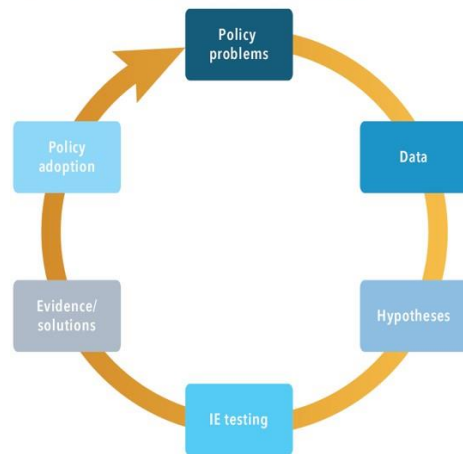 Policy
problems
Data
Hypotheses
IE testing
Evidence/
solutions
Policy
adoption